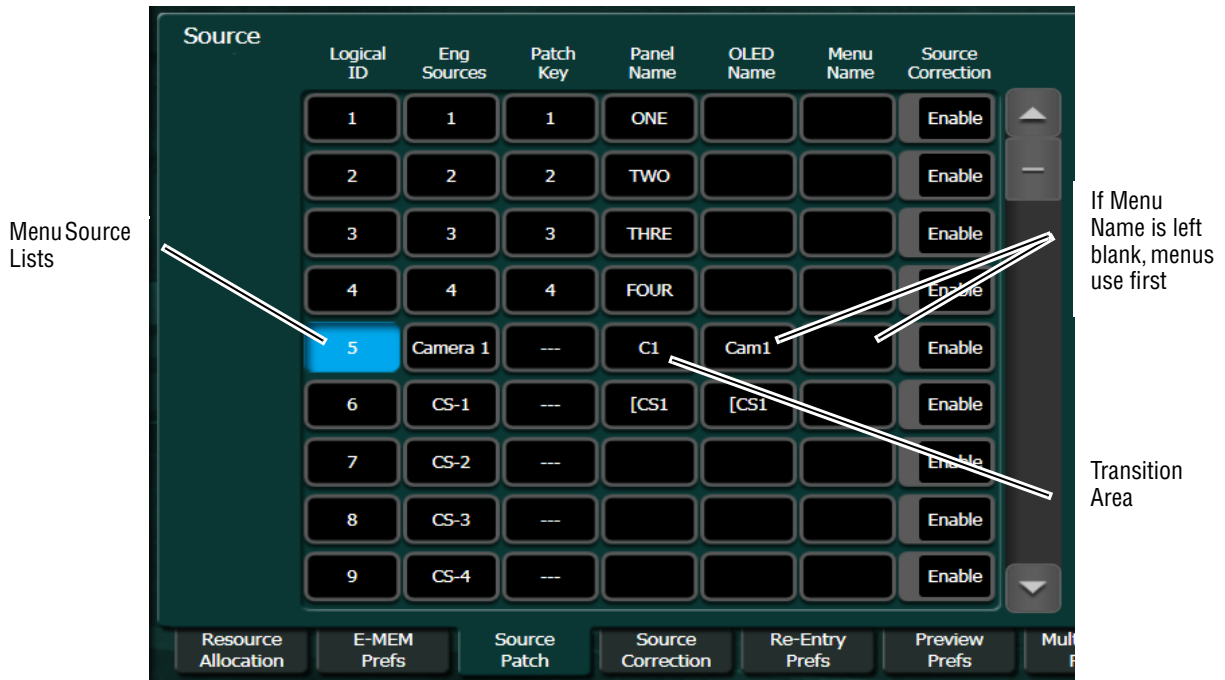 Source
Logical ID Eng Sources Patch Key Panel Name OLED Name Menu Name Source Correction
1 1 1 ONE Enable
2 2 2 TWO Enable
3 3 3 THRE Enable
4 4 4 FOUR Enable
5 Camera 1 --- C1 Cam1 Enable
6 CS-1 --- [CS1 [CS1 Enable
7 CS-2 --- Enable
8 CS-3 --- Enable
9 CS-4 --- Enable
Resource Allocation E-MEM Prefs Source Patch Source Correction Re-Entry Prefs Preview Prefs
Menu Source
Lists
If Menu
Name is left
blank, menus
use first
Transition
Area